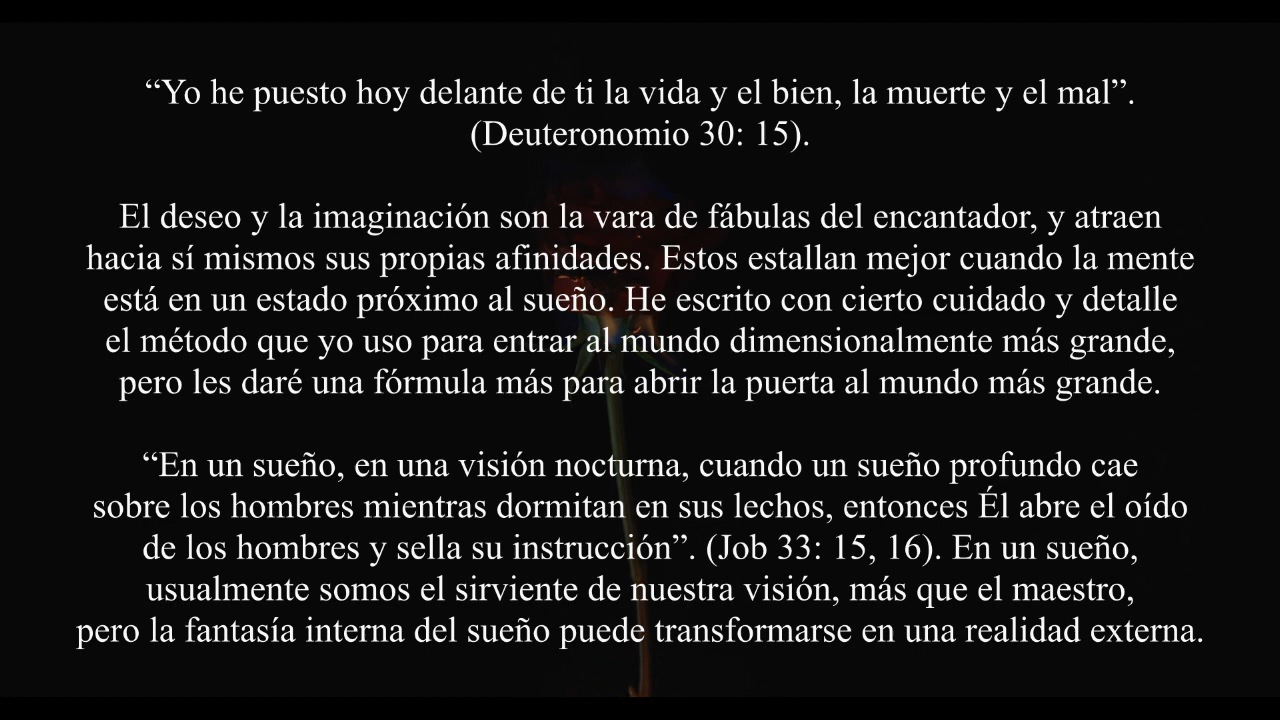 “Yo he puesto hoy delante de ti la vida y el bien, la muerte y el mal”.
(Deuteronomio 30: 15).
El deseo y la imaginación son la vara de fábulas del encantador, y atraen
hacia sí mismos sus propias afinidades. Estos estallan mejor cuando la mente
está en un estado próximo al sueño. He escrito con cierto cuidado y detalle
el método que yo uso para entrar al mundo dimensionalmente más grande,
pero les daré una fórmula más para abrir la puerta al mundo más grande.
“En un sueño, en una visión nocturna, cuando un sueño profundo cae
sobre los hombres mientras dormitan en sus lechos, entonces Él abre el oído
de los hombres y sella su instrucción”. (Job 33: 15, 16). En un sueño,
usualmente somos el sirviente de nuestra visión, más que el maestro,
pero la fantasía interna del sueño puede transformarse en una realidad externa.